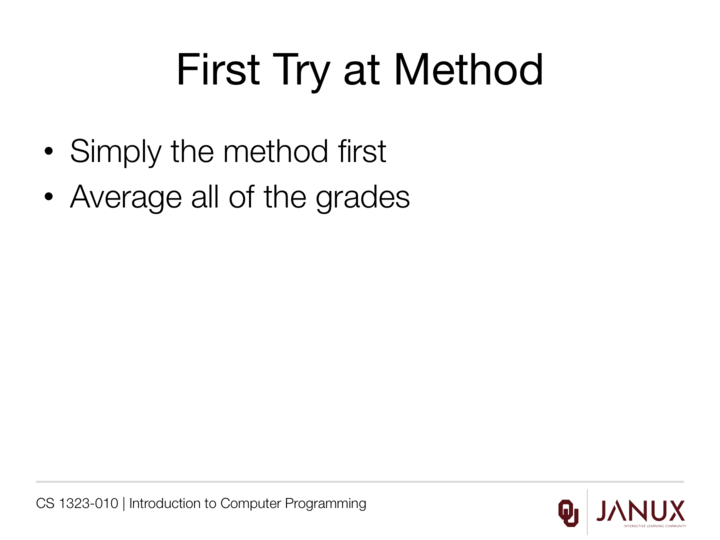 First Try at Method
• Simply the method first
• Average all of the grades
CS 1323-010 | Introduction to Computer Programming
OU
JANUX
INTERACTIVE LEARNING COMMUNITY